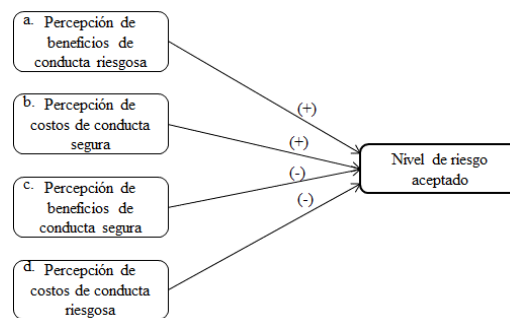 a. Percepción de
beneficios de
conducta riesgosa
(+)
b. Percepción de
costos de conducta
segura
(+)
Nivel de riesgo
aceptado
c. Percepción de
beneficios de
conducta segura
(-)
(-)
d. Percepción de
costos de conducta
riesgosa